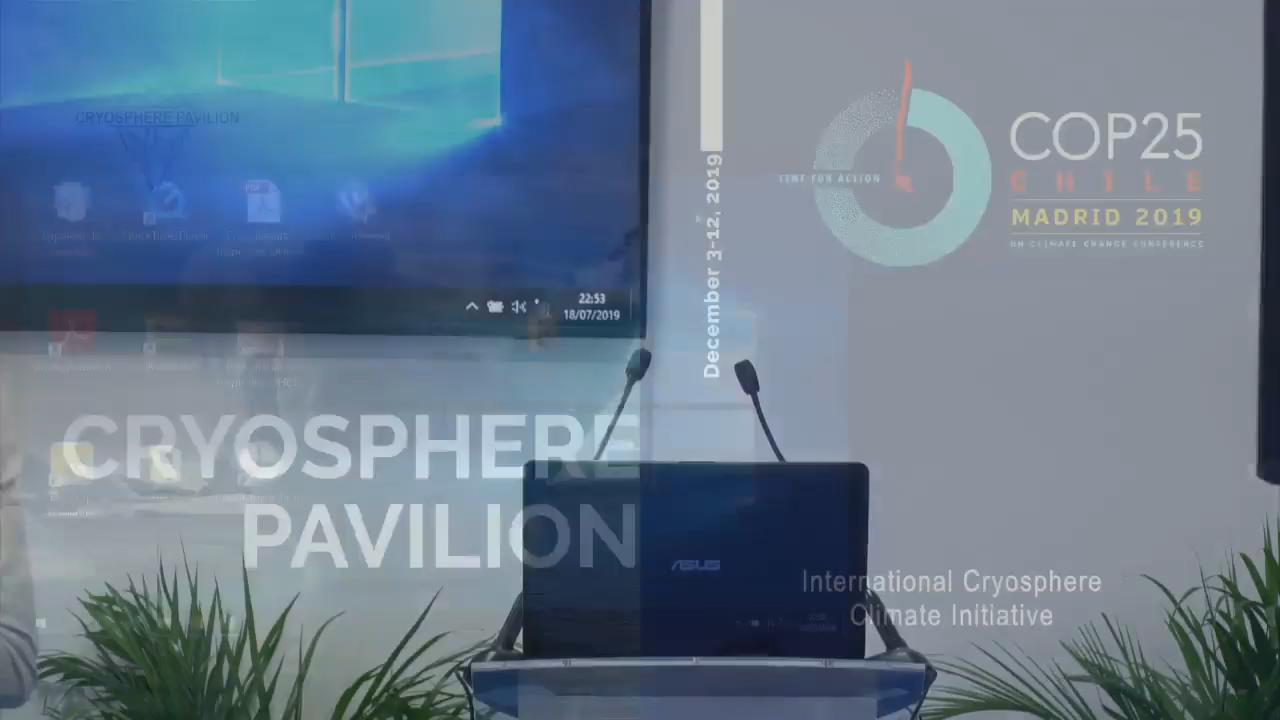 CRYOSPHERE PAVILION
22:53
18/07/2019
December 3-12, 2019
TIME FOR ACTION
COP25
CHILE
MADRID 2019
UN CLIMATE CHANGE CONFERENCE
CRYOSPHERE
PAVILION
ASUS
International Cryosphere
Climate Initiative